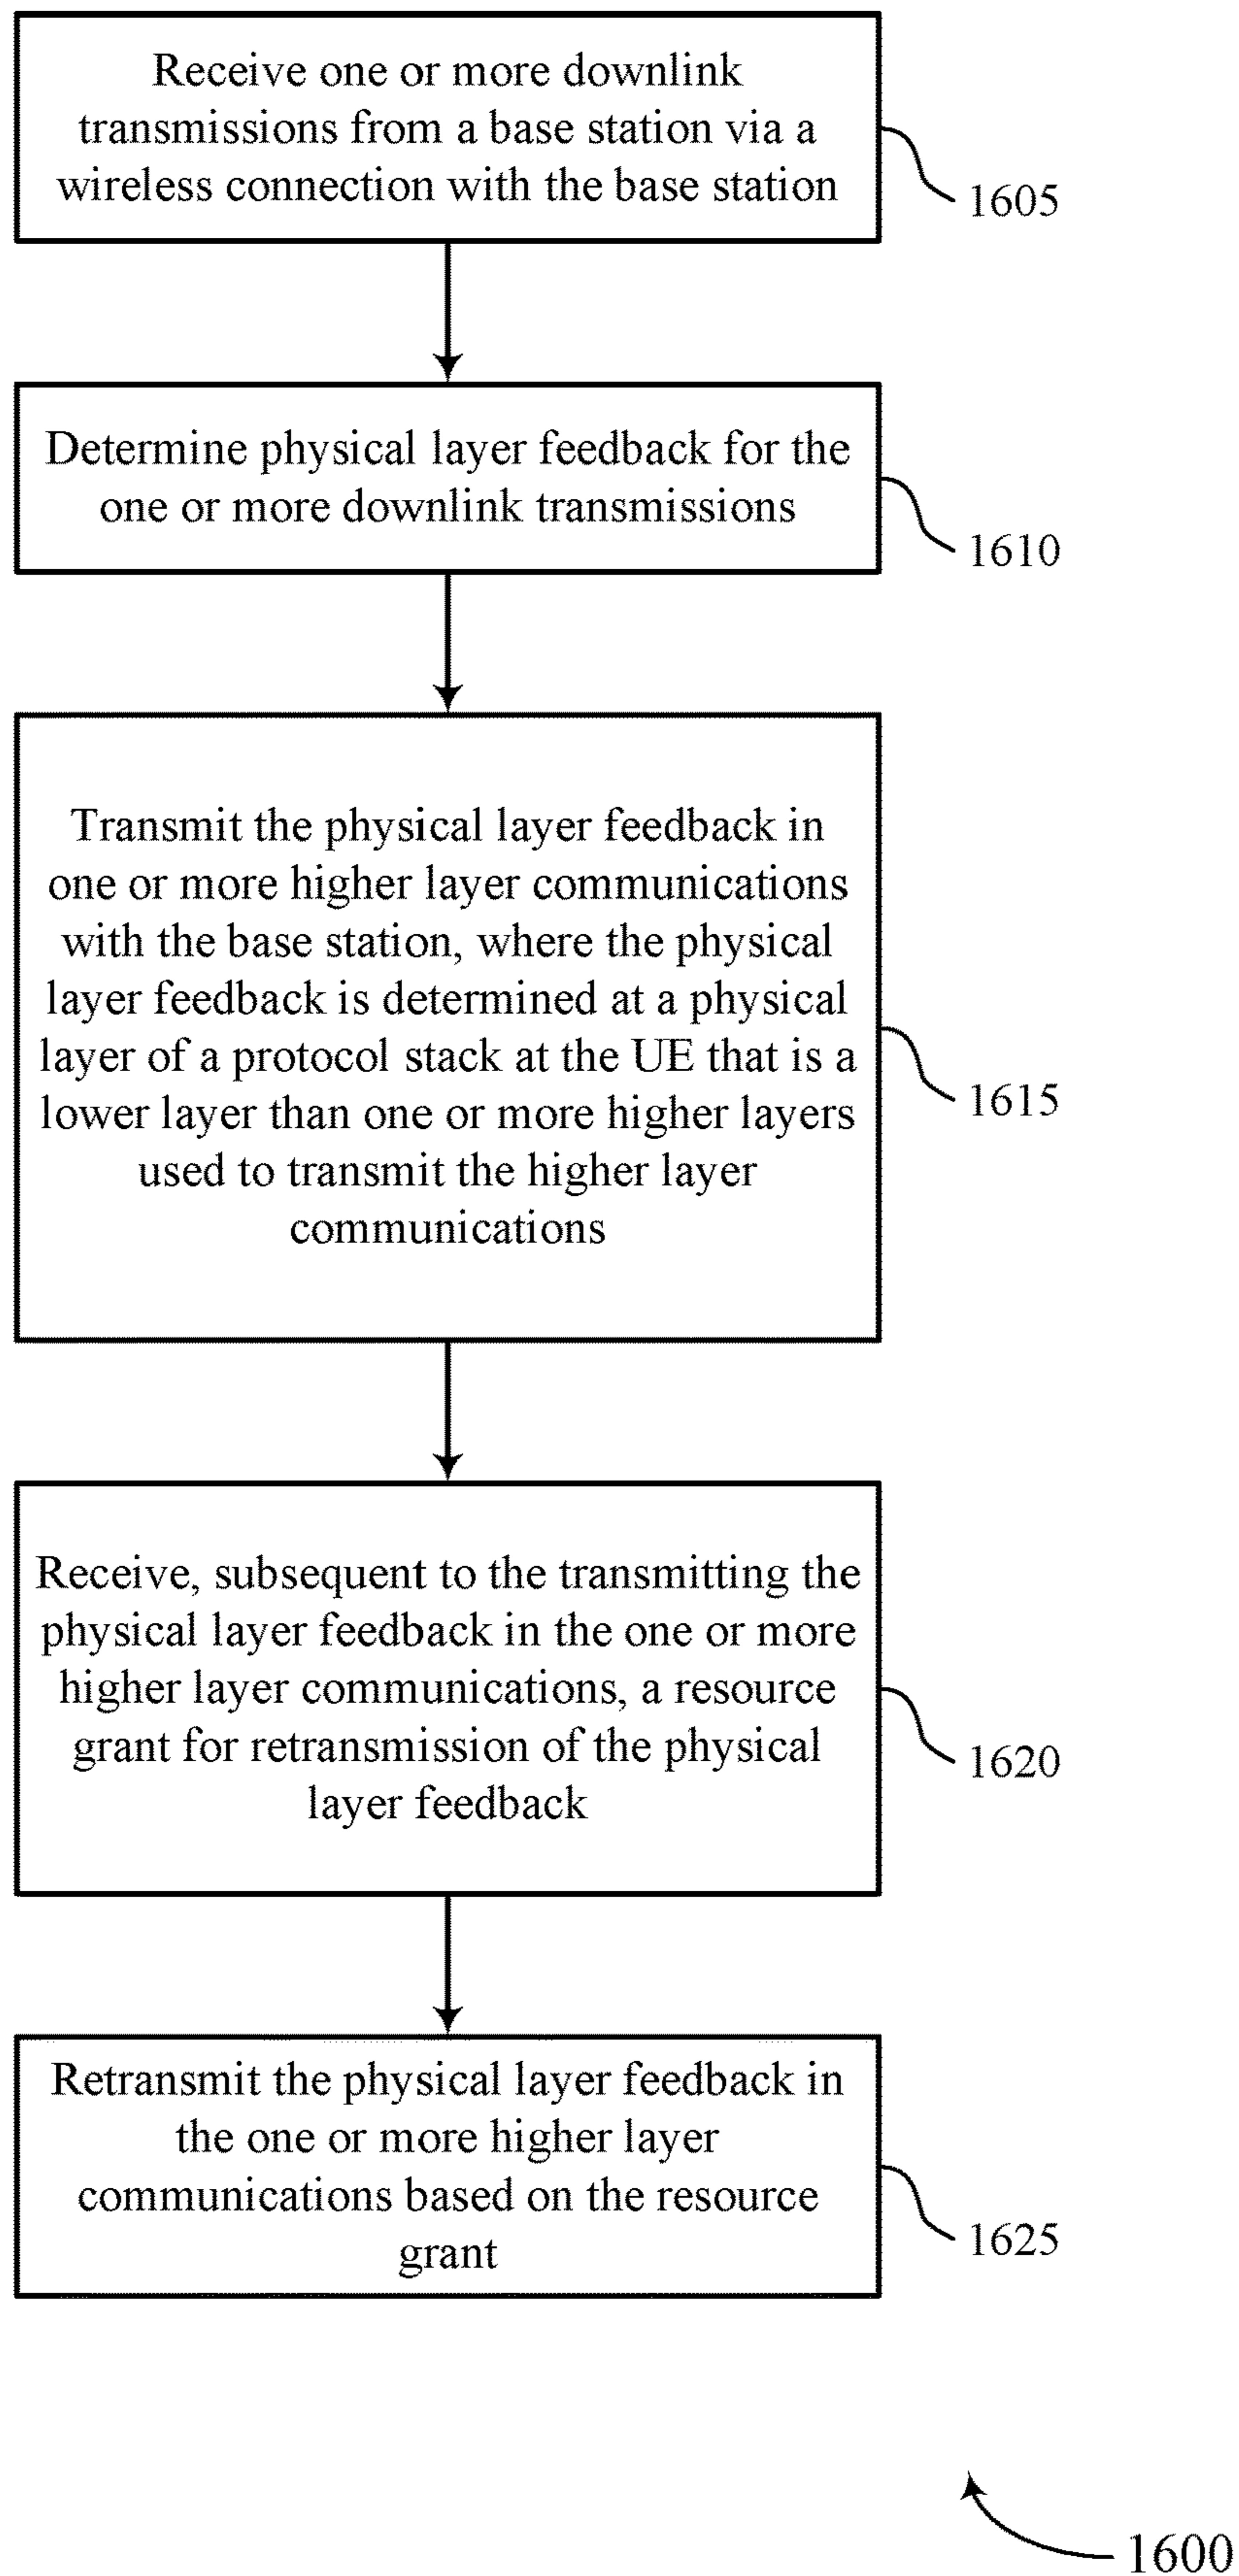 Receive one or more downlink
transmissions from a base station via a
wireless connection with the base station
1605
Determine physical layer feedback for the
one or more downlink transmissions
1610
Transmit the physical layer feedback in
one or more higher layer communications
with the base station, where the physical
layer feedback is determined at a physical
layer of a protocol stack at the UE that is a
lower layer than one or more higher layers
used to transmit the higher layer
communications
1615
Receive, subsequent to the transmitting the
physical layer feedback in the one or more
higher layer communications, a resource
grant for retransmission of the physical
layer feedback
1620
Retransmit the physical layer feedback in
the one or more higher layer
communications based on the resource
grant
1625
1600